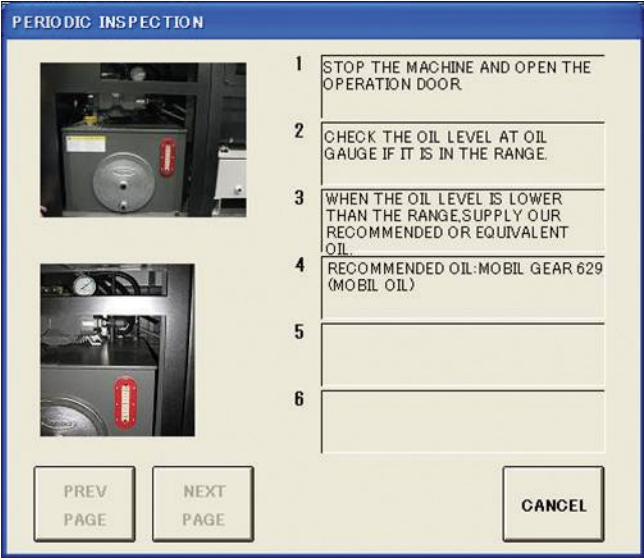 PERIODIC INSPECTION
1
STOP THE MACHINE AND OPEN THE
OPERATION DOOR.
2
CHECK THE OIL LEVEL AT OIL
GAUGE IF IT IS IN THE RANGE.
3
WHEN THE OIL LEVEL IS LOWER
THAN THE RANGE,SUPPLY OUR
RECOMMENDED OR EQUIVALENT
OIL.
4
RECOMMENDED OIL:MOBIL GEAR 629
(MOBIL OIL)
5
6
PREV
PAGE
NEXT
PAGE
CANCEL